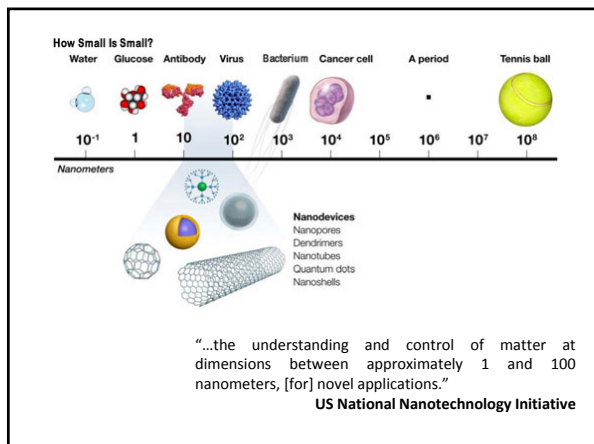 How Small Is Small?
Water Glucose Antibody Virus Bacterium Cancer cell A period Tennis ball
10-1 1 10 10² 10³ 10⁴ 10⁵ 10⁶ 10⁷ 10⁸
Nanometers
Nanodevices
Nanopores
Dendrimers
Nanotubes
Quantum dots
Nanoshells
“…the understanding and control of matter at
dimensions between approximately 1 and 100
nanometers, [for] novel applications.”
US National Nanotechnology Initiative